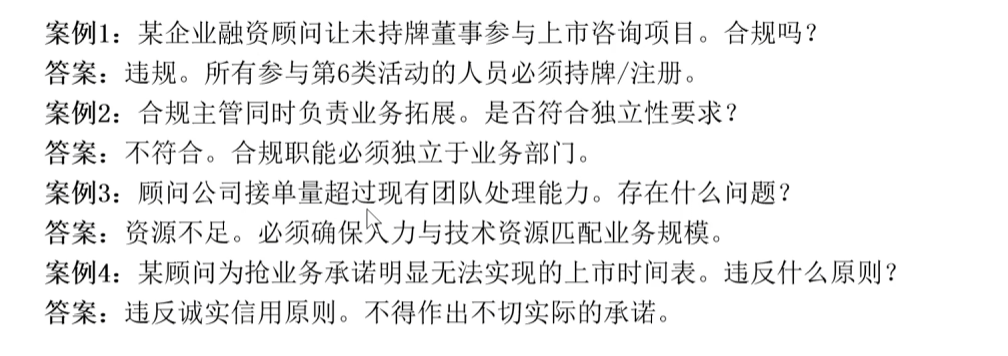 案例1：某企业融资顾问让未持牌董事参与上市咨询项目。合规吗？
答案：违规。所有参与第6类活动的人员必须持牌/注册。
案例2：合规主管同时负责业务拓展。是否符合独立性要求？
答案：不符合。合规职能必须独立于业务部门。
案例3：顾问公司接单量超过现有团队处理能力。存在什么问题？
答案：资源不足。必须确保人力与技术资源匹配业务规模。
案例4：某顾问为抢业务承诺明显无法实现的上市时间表。违反什么原则？
答案：违反诚实信用原则。不得作出不切实际的承诺。